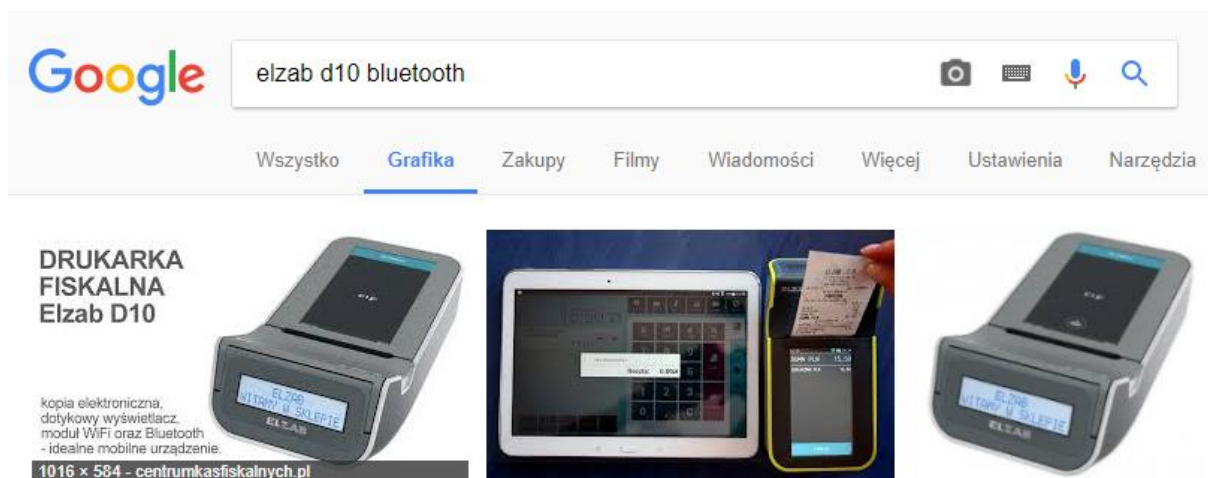 Google
elzab d10 bluetooth
Wszystko Grafika Zakupy Filmy Wiadomości Więcej Ustawienia Narzędzia
DRUKARKA
FISKALNA
Elzab D10
kopia elektroniczna,
dotykowy wyświetlacz,
moduł WiFi oraz Bluetooth
- idealne mobilne urządzenie.
1016 × 584 - centrumkasfiskalnych.pl
ELZAB
WITAMY W SKLEPIE
ELZAB
ELZAB
WITAMY W SKLEPIE
ELZAB